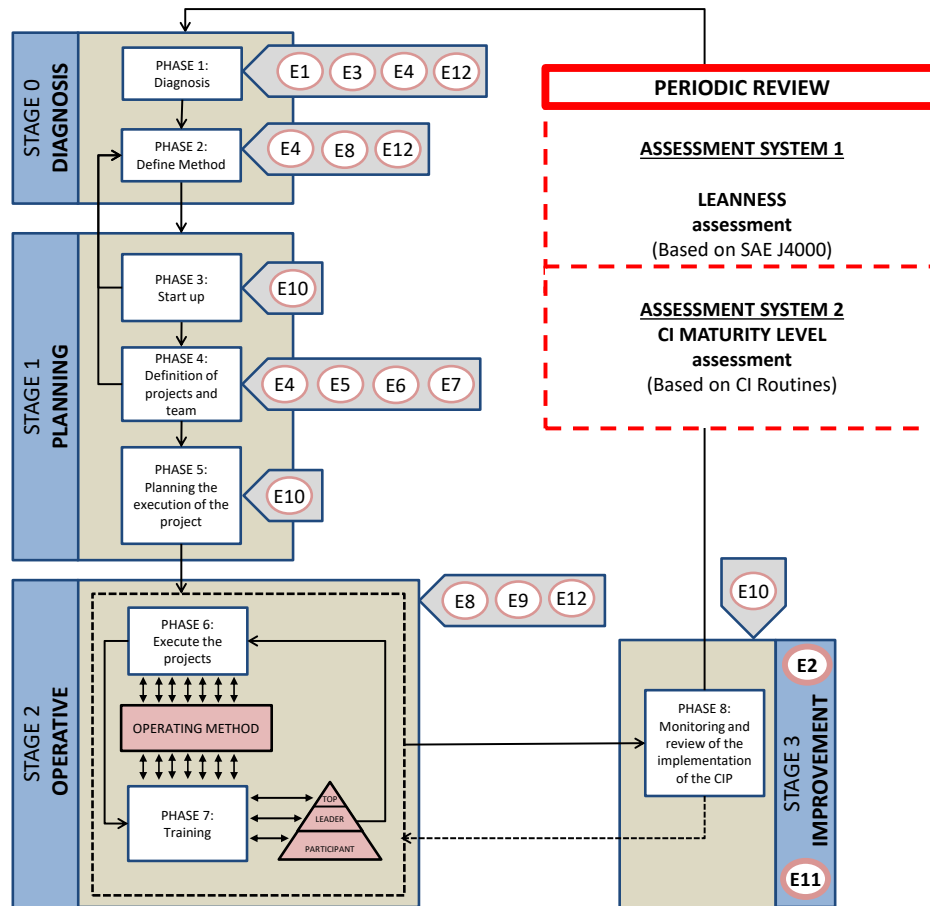 STAGE 0
DIAGNOSIS
PHASE 1:
Diagnosis
E1 E3 E4 E12
PHASE 2:
Define Method
E4 E8 E12
PERIODIC REVIEW
ASSESSMENT SYSTEM 1
LEANNESS
assessment
(Based on SAE J4000)
ASSESSMENT SYSTEM 2
CI MATURITY LEVEL
assessment
(Based on CI Routines)
STAGE 1
PLANNING
PHASE 3:
Start up
E10
PHASE 4:
Definition of
projects and
team
E4 E5 E6 E7
PHASE 5:
Planning the
execution of the
project
E10
STAGE 2
OPERATIVE
E8 E9 E12
PHASE 6:
Execute the
projects
OPERATING METHOD
PHASE 7:
Training
TOP
LEADER
PARTICIPANT
E10
STAGE 3
IMPROVEMENT
E2
PHASE 8:
Monitoring and
review of the
implementation
of the CIP
E11